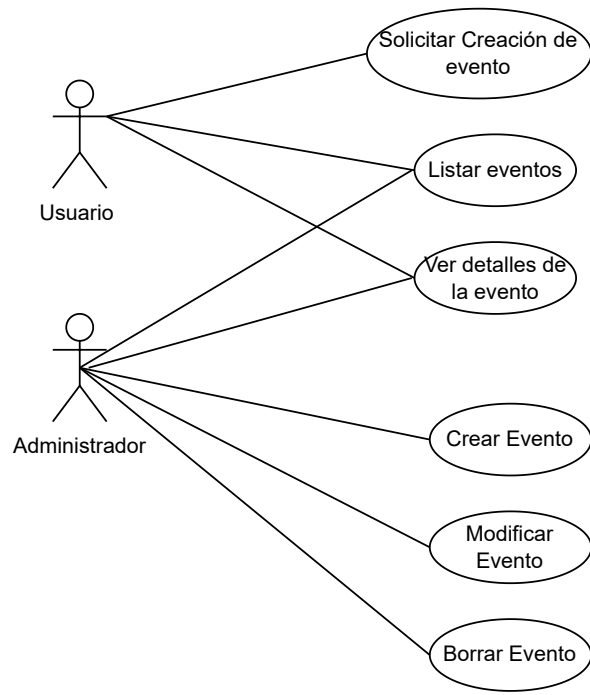 Solicitar Creación de
evento
Usuario
Listar eventos
Ver detalles de
la evento
Administrador
Crear Evento
Modificar
Evento
Borrar Evento